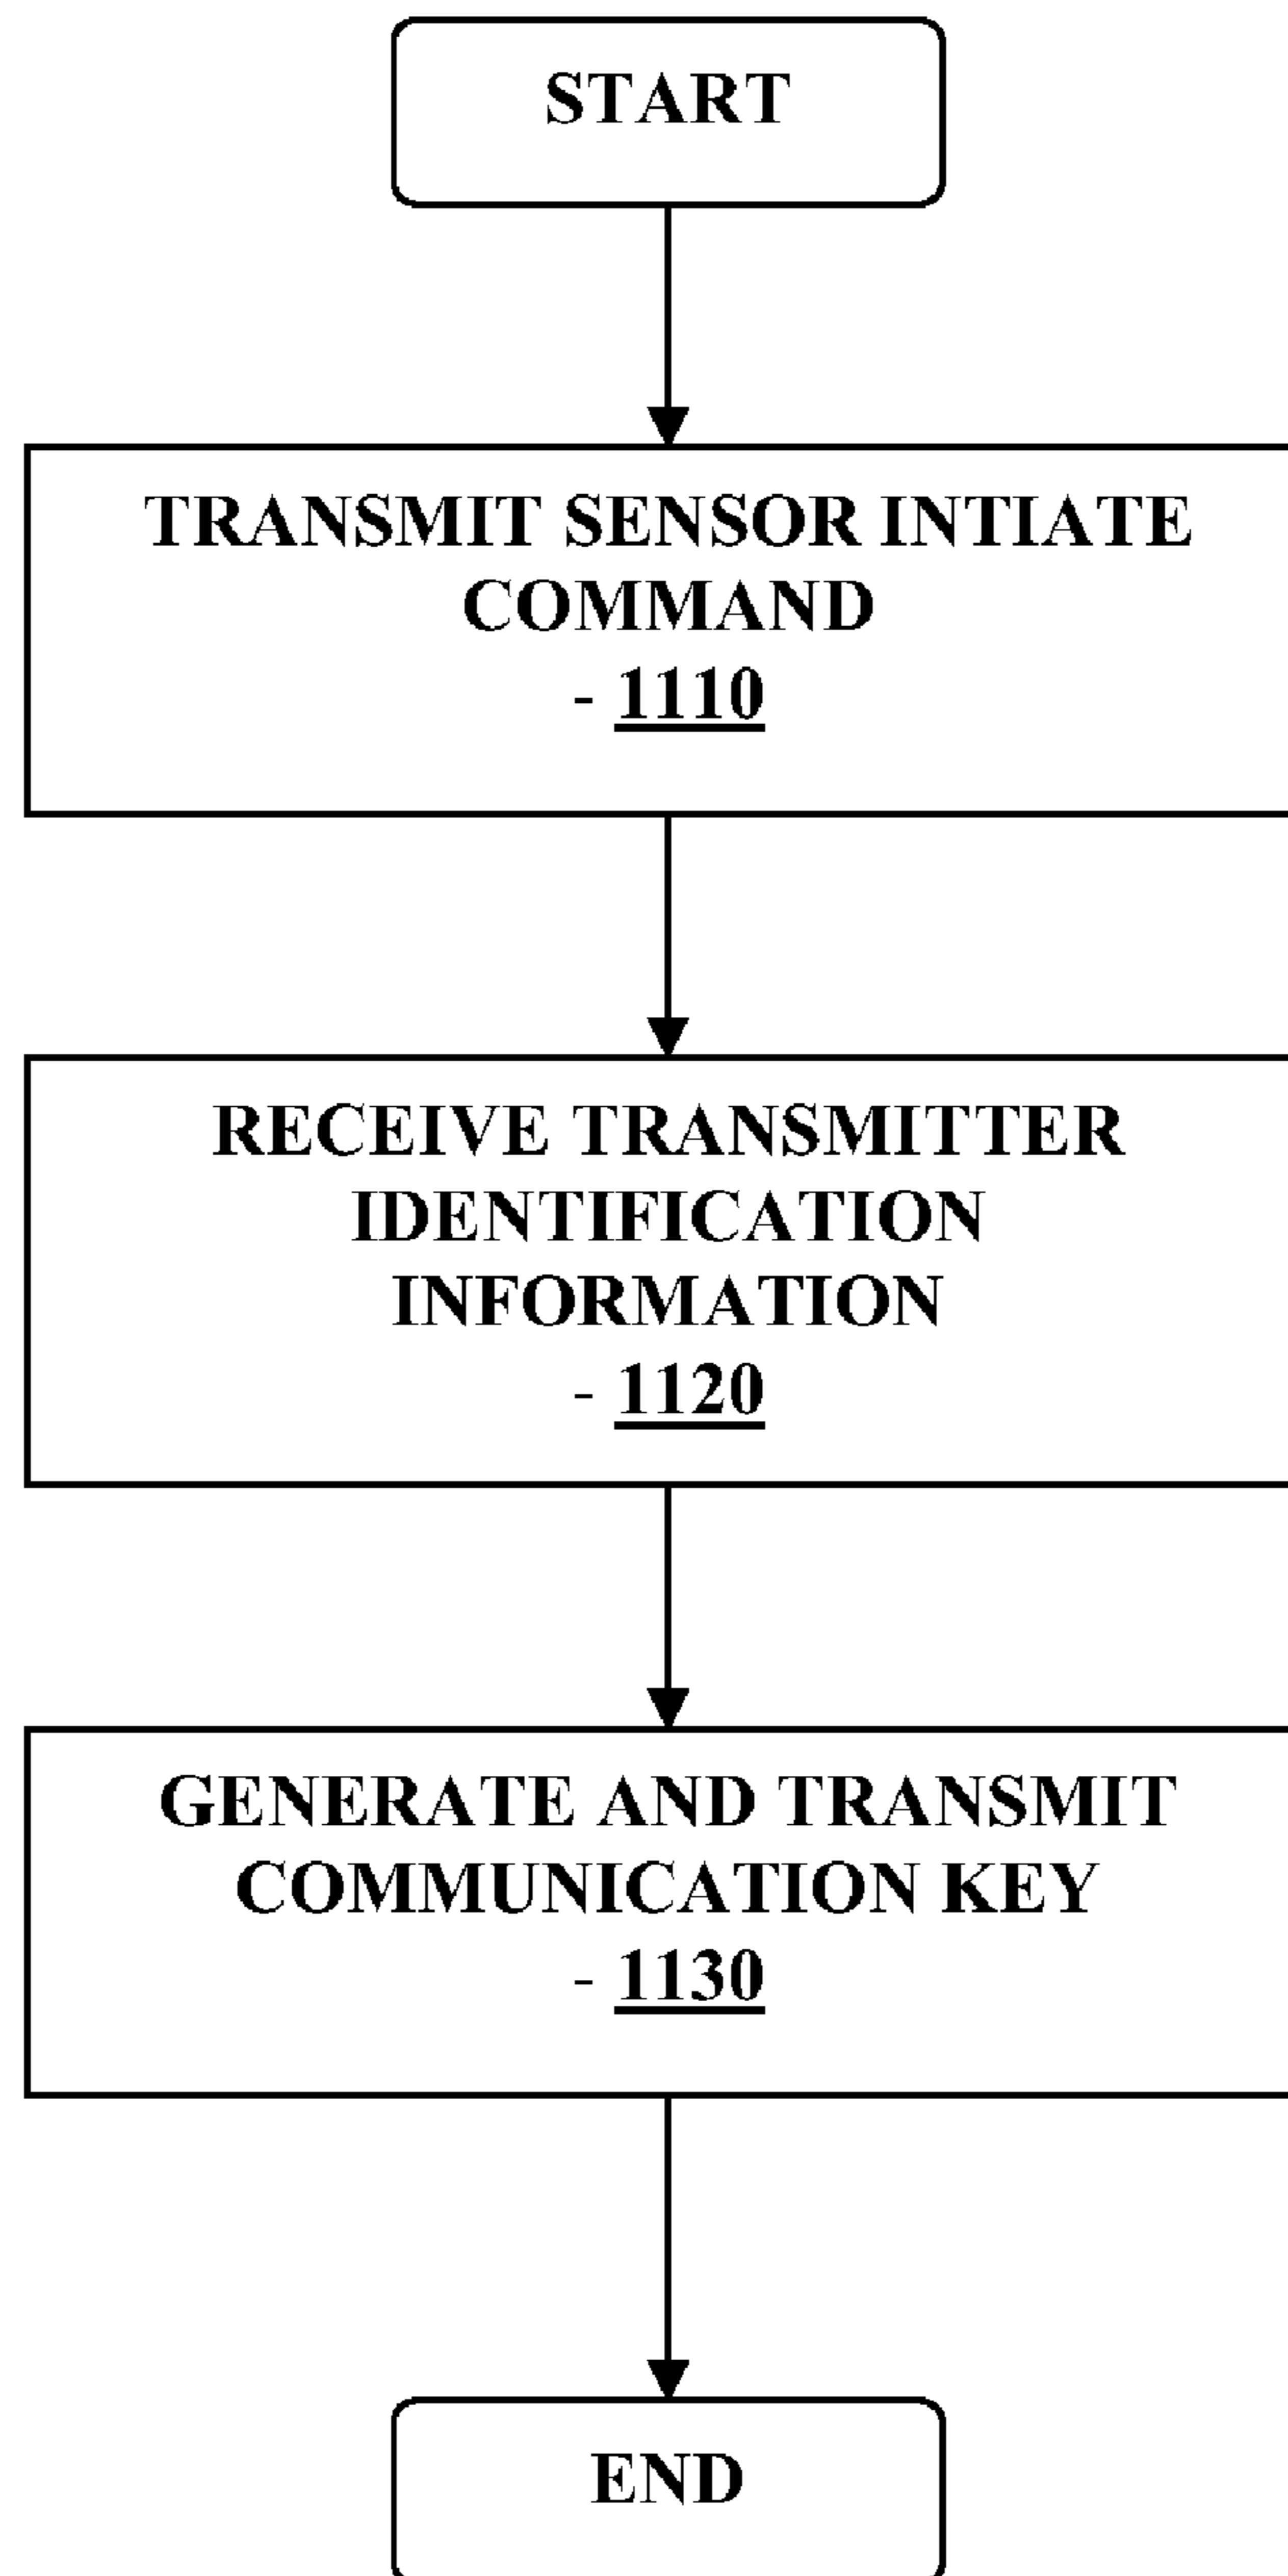 START
TRANSMIT SENSOR INTIATE
COMMAND
- 1110
RECEIVE TRANSMITTER
IDENTIFICATION
INFORMATION
- 1120
GENERATE AND TRANSMIT
COMMUNICATION KEY
- 1130
END